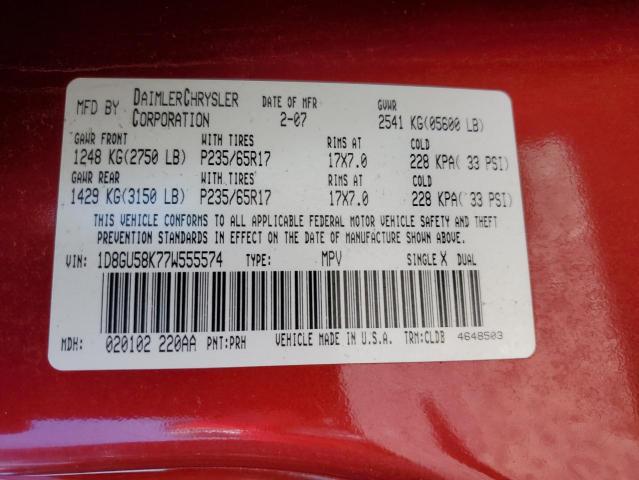 MFD BY DAIMLERCHRYSLER CORPORATION DATE OF MFR 2-07 GVWR 2541 KG(05600 LB)
GAWR FRONT WITH TIRES RIMS AT COLD
1248 KG(2750 LB) P235/65R17 17X7.0 228 KPA( 33 PSI)
GAWR REAR WITH TIRES RIMS AT COLD
1429 KG(3150 LB) P235/65R17 17X7.0 228 KPA( 33 PSI)
THIS VEHICLE CONFORMS TO ALL APPLICABLE FEDERAL MOTOR VEHICLE SAFETY AND THEFT
PREVENTION STANDARDS IN EFFECT ON THE DATE OF MANUFACTURE SHOWN ABOVE.
VIN: 1D8GU58K77W555574 TYPE: MPV SINGLE X DUAL
MDH: 020102 220AA PNT:PRH VEHICLE MADE IN U.S.A. TRM:CLDB 4648503